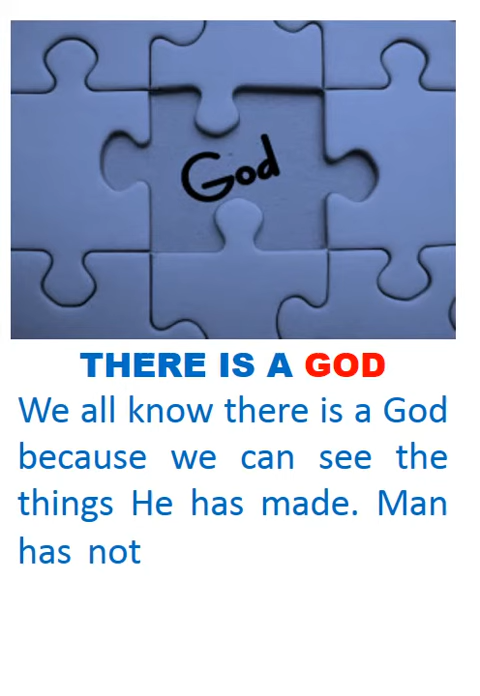 God
THERE IS A GOD
We all know there is a God
because we can see the
things He has made. Man
has not